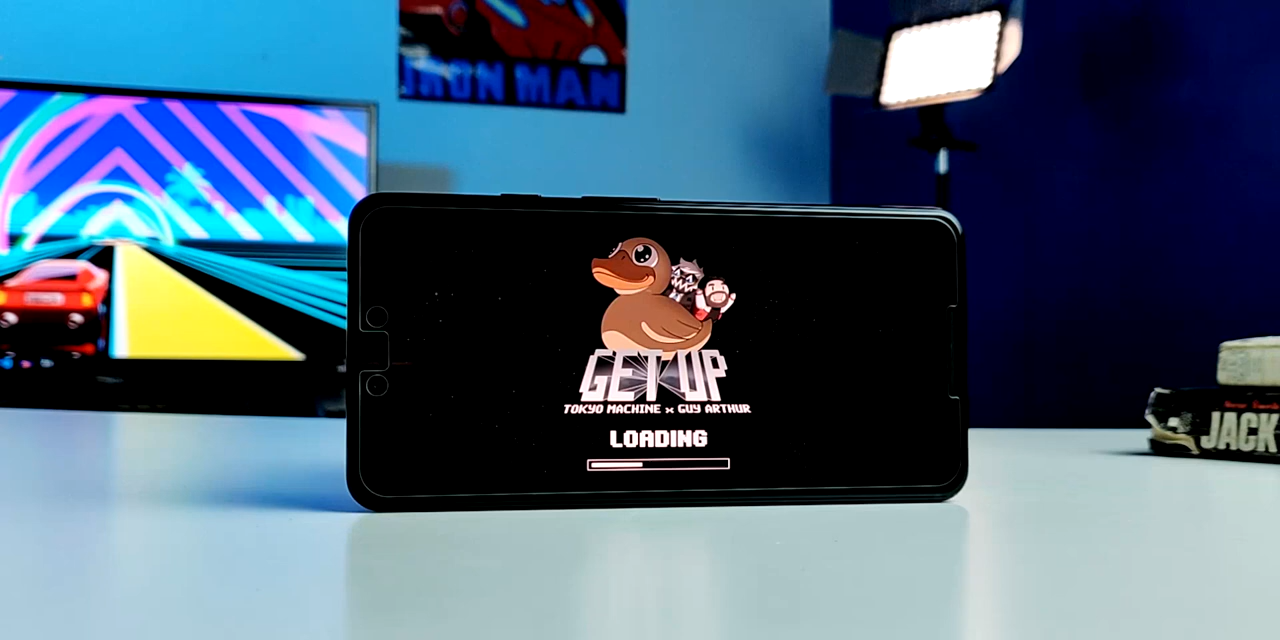 IRON MAN
GET UP
TOKYO MACHINE x GUY ARTHUR
LOADING
JACK